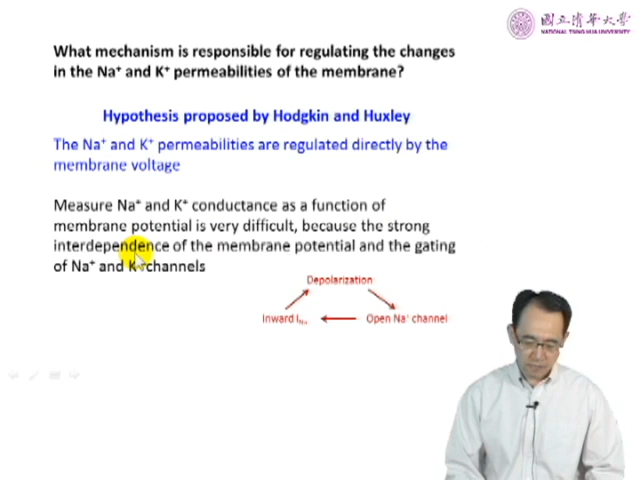 國立清華大學
NATIONAL TSING HUA UNIVERSITY
What mechanism is responsible for regulating the changes
in the Na⁺ and K⁺ permeabilities of the membrane?
Hypothesis proposed by Hodgkin and Huxley
The Na⁺ and K⁺ permeabilities are regulated directly by the
membrane voltage
Measure Na⁺ and K⁺ conductance as a function of
membrane potential is very difficult, because the strong
interdependence of the membrane potential and the gating
of Na⁺ and K⁺ channels
Depolarization
Inward I_Na
Open Na⁺ channel